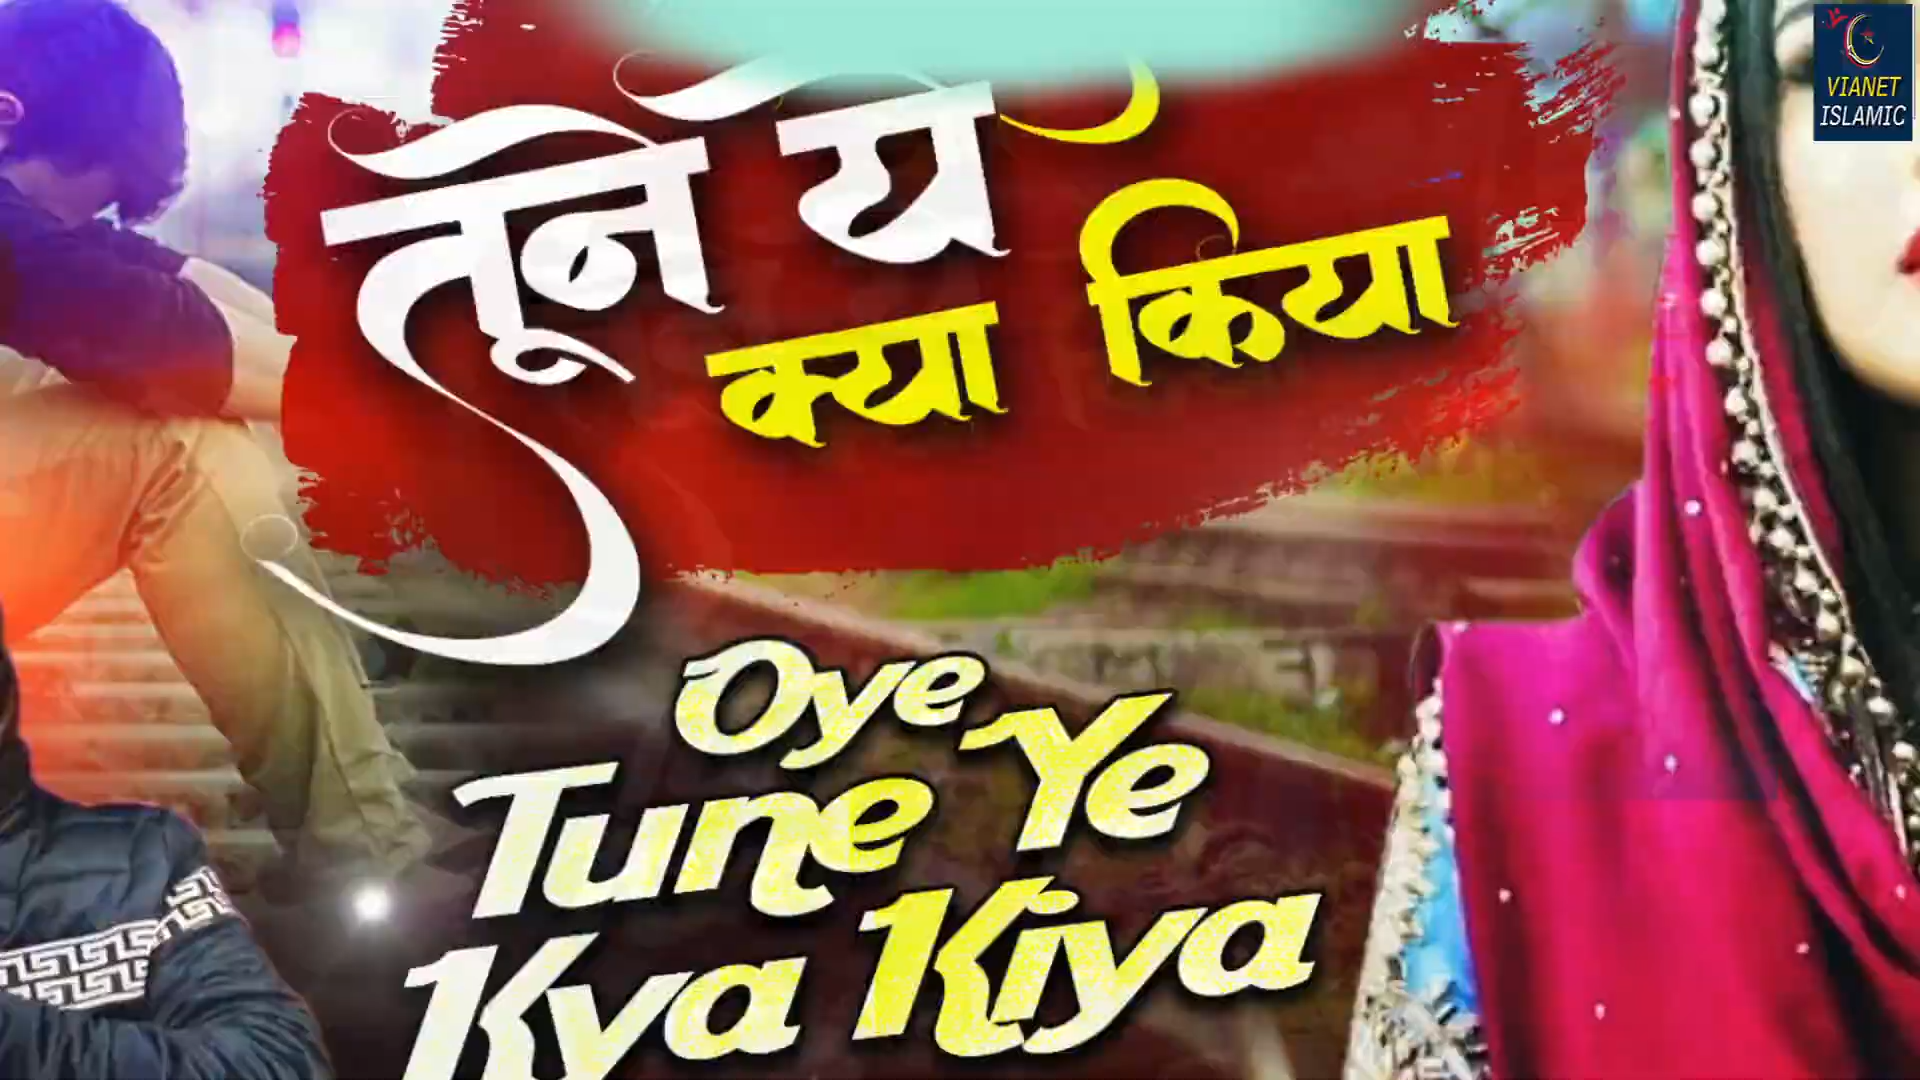 तूने ये
क्या किया
Oye
Tune Ye
Kya Kiya
VIANET
ISLAMIC